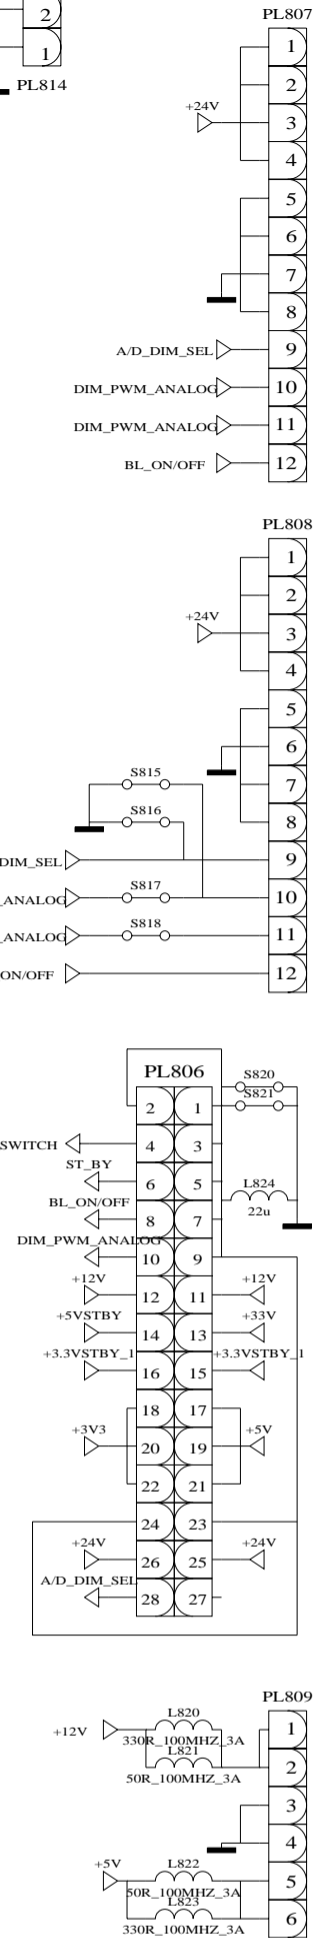 2
1
PL814
PL807
1
2
+24V
3
4
5
6
7
8
A/D_DIM_SEL 9
DIM_PWM_ANALOG 10
DIM_PWM_ANALOG 11
BL_ON/OFF 12
PL808
1
2
+24V
3
4
5
6
S815
7
S816
8
DIM_SEL 9
_ANALOG S817 10
_ANALOG S818 11
ON/OFF 12
PL806
S820
2 1 S821
SWITCH 4 3
ST_BY
6 5 L824
BL_ON/OFF
8 7 22u
DIM_PWM_ANALOG
10 9
+12V 12 11 +12V
+5VSTBY 14 13 +33V
+3.3VSTBY_1 16 15 +3.3VSTBY_1
18 17
+3V3 20 19 +5V
22 21
24 23
+24V 26 25 +24V
A/D_DIM_SEL 28 27
PL809
L820
+12V 1
330R_100MHZ_3A
L821
2
50R_100MHZ_3A
3
4
+5V L822
5
50R_100MHZ_3A
L823
6
330R_100MHZ_3A